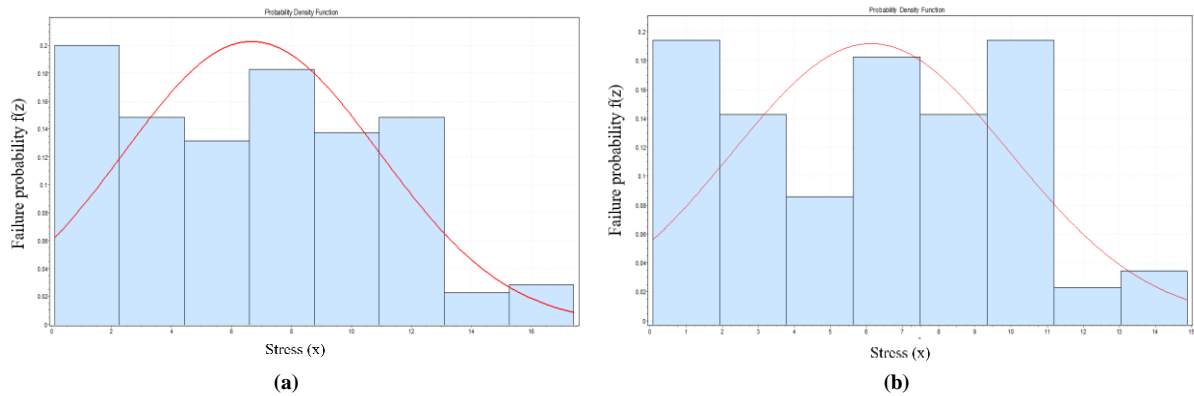 Probability Density Function
Failure probability f(z)
0.2
0.18
0.16
0.14
0.12
0.1
0.08
0.06
0.04
0.02
0
0 2 4 6 8 10 12 14 16
Stress (x)
(a)
Probability Density Function
Failure probability f(z)
0.2
0.18
0.16
0.14
0.12
0.1
0.08
0.06
0.04
0.02
0
0 1 2 3 4 5 6 7 8 9 10 11 12 13 14 15
Stress (x)
(b)